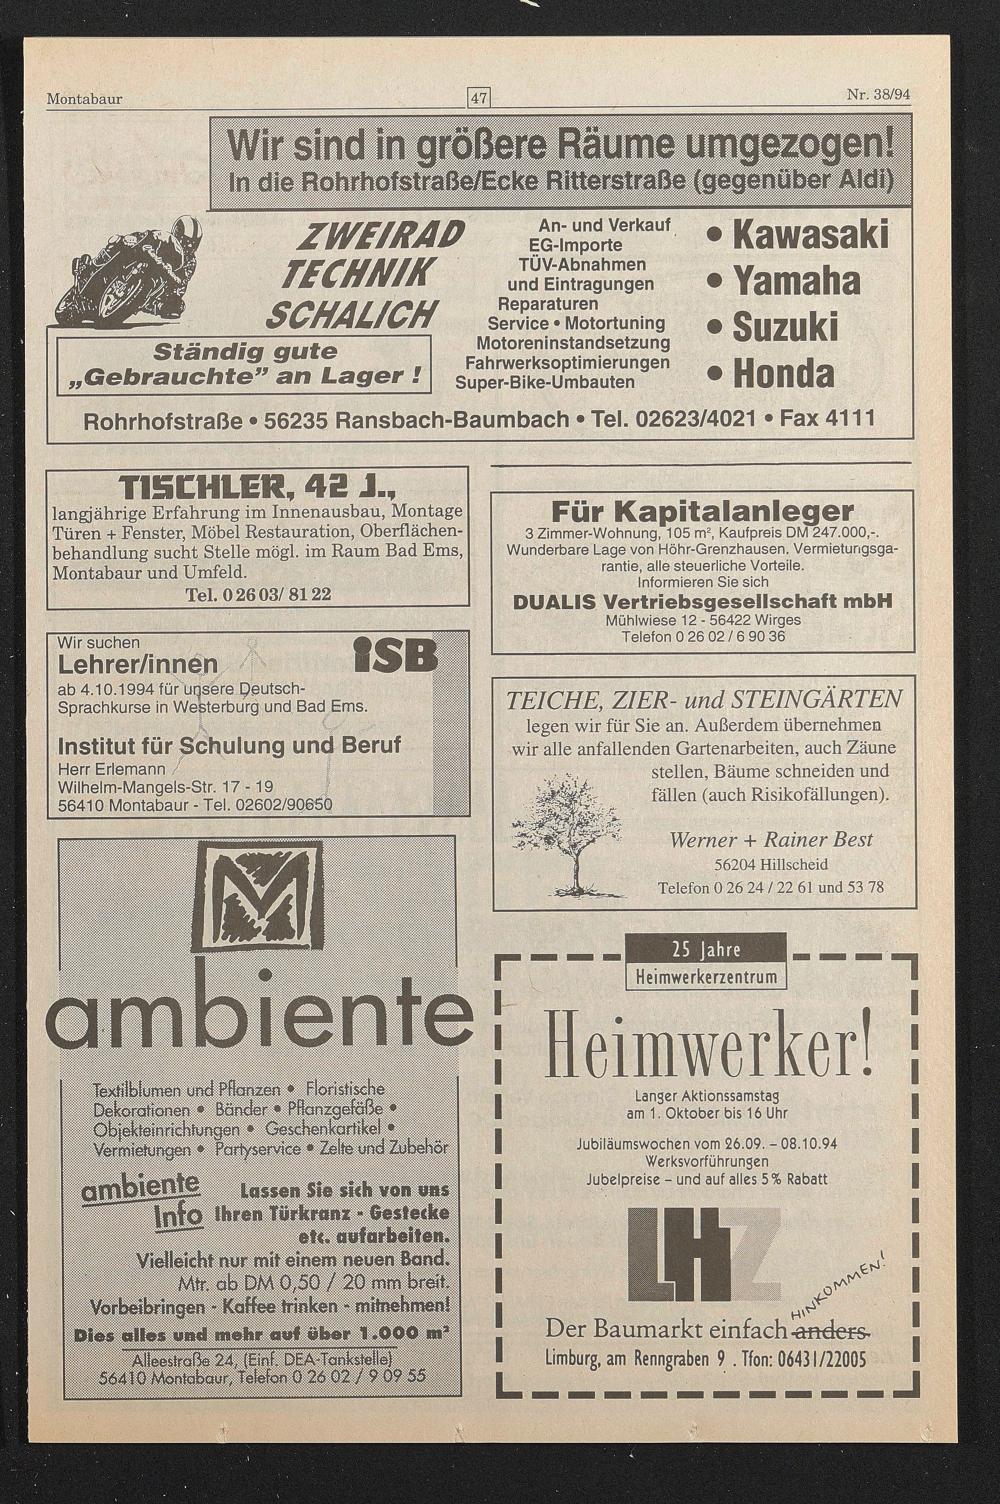 Montabaur
47
Nr. 38/94
Wir sind in größere Räume umgezogen!
In die Rohrhofstraße/Ecke Ritterstraße (gegenüber Aldi)
ZWEIRAD
TECHNIK
SCHALICH
Ständig gute
„Gebrauchte” an Lager !
An- und Verkauf
EG-Importe
TÜV-Abnahmen
und Eintragungen
Reparaturen
Service • Motortuning
Motoreninstandsetzung
Fahrwerksoptimierungen
Super-Bike-Umbauten
• Kawasaki
• Yamaha
• Suzuki
• Honda
Rohrhofstraße • 56235 Ransbach-Baumbach • Tel. 02623/4021 • Fax 4111
TISCHLER, 42 J.,
langjährige Erfahrung im Innenausbau, Montage
Türen + Fenster, Möbel Restauration, Oberflächen-
behandlung sucht Stelle mögl. im Raum Bad Ems,
Montabaur und Umfeld.
Tel. 0 26 03/ 81 22
Wir suchen
Lehrer/innen
iSB
ab 4.10.1994 für unsere Deutsch-
Sprachkurse in Westerburg und Bad Ems.
Institut für Schulung und Beruf
Herr Erlemann
Wilhelm-Mangels-Str. 17 - 19
56410 Montabaur - Tel. 02602/90650
M
ambiente
Textilblumen und Pflanzen • Floristische
Dekorationen • Bänder • Pflanzgefäße •
Objekteinrichtungen • Geschenkartikel •
Vermietungen • Partyservice • Zelte und Zubehör
ambiente
Info
Lassen Sie sich von uns
Ihren Türkranz - Gestecke
etc. aufarbeiten.
Vielleicht nur mit einem neuen Band.
Mtr. ab DM 0,50 / 20 mm breit.
Vorbeibringen - Kaffee trinken - mitnehmen!
Dies alles und mehr auf über 1.000 m²
Alleestraße 24, (Einf. DEA-Tankstelle)
56410 Montabaur, Telefon 0 26 02 / 9 09 55
Für Kapitalanleger
3 Zimmer-Wohnung, 105 m², Kaufpreis DM 247.000,-.
Wunderbare Lage von Höhr-Grenzhausen. Vermietungsga-
rantie, alle steuerliche Vorteile.
Informieren Sie sich
DUALIS Vertriebsgesellschaft mbH
Mühlwiese 12 - 56422 Wirges
Telefon 0 26 02 / 6 90 36
TEICHE, ZIER- und STEINGÄRTEN
legen wir für Sie an. Außerdem übernehmen
wir alle anfallenden Gartenarbeiten, auch Zäune
stellen, Bäume schneiden und
fällen (auch Risikofällungen).
Werner + Rainer Best
56204 Hillscheid
Telefon 0 26 24 / 22 61 und 53 78
25 Jahre
Heimwerkerzentrum
Heimwerker!
Langer Aktionssamstag
am 1. Oktober bis 16 Uhr
Jubiläumswochen vom 26.09. – 08.10.94
Werksvorführungen
Jubelpreise – und auf alles 5% Rabatt
LHZ
HINKOMMEN!
Der Baumarkt einfach anders.
Limburg, am Renngraben 9 . Tfon: 06431/22005